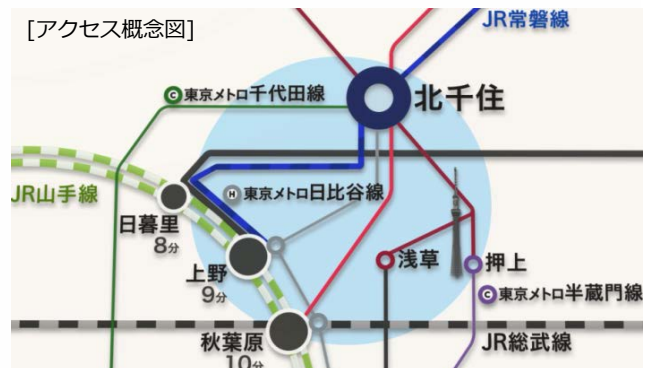 [アクセス概念図]
JR常磐線
C 東京メトロ千代田線
北千住
JR山手線
H 東京メトロ日比谷線
日暮里
8分
上野
9分
浅草
押上
C 東京メトロ半蔵門線
秋葉原
10分
JR総武線